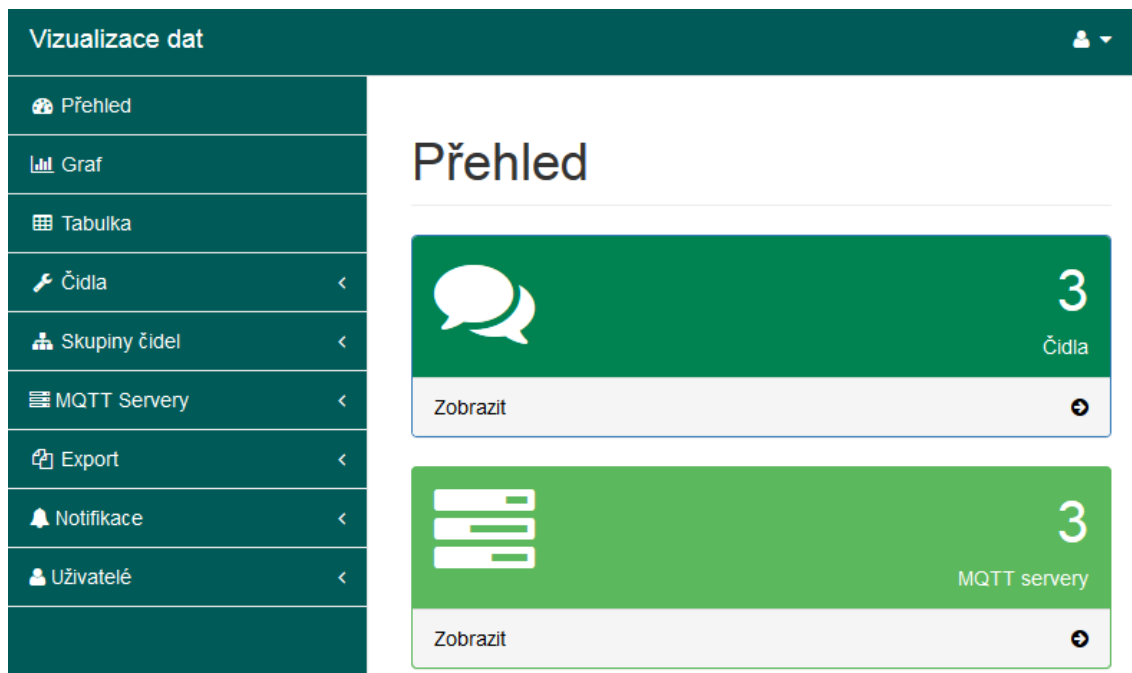 Vizualizace dat
Přehled
Graf
Tabulka
Čidla
Skupiny čidel
MQTT Servery
Export
Notifikace
Uživatelé
Přehled
3
Čidla
Zobrazit
3
MQTT servery
Zobrazit